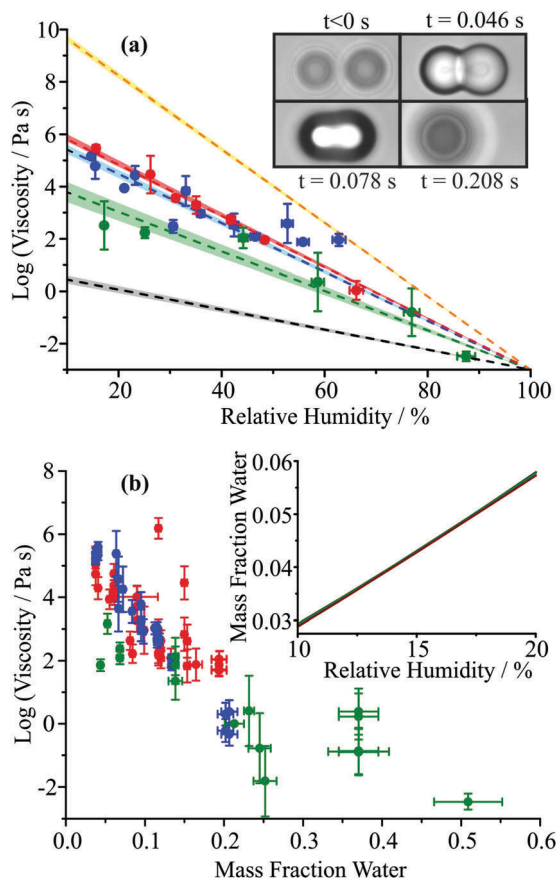 (a)
t<0 s
t = 0.046 s
t = 0.078 s
t = 0.208 s
10
8
6
4
2
0
-2
Log (Viscosity / Pa s)
20
40
60
80
100
Relative Humidity / %
(b)
8
6
4
2
0
-2
Log (Viscosity / Pa s)
0.0
0.1
0.2
0.3
0.4
0.5
0.6
Mass Fraction Water
0.06
0.05
0.04
0.03
Mass Fraction Water
10
15
20
Relative Humidity / %